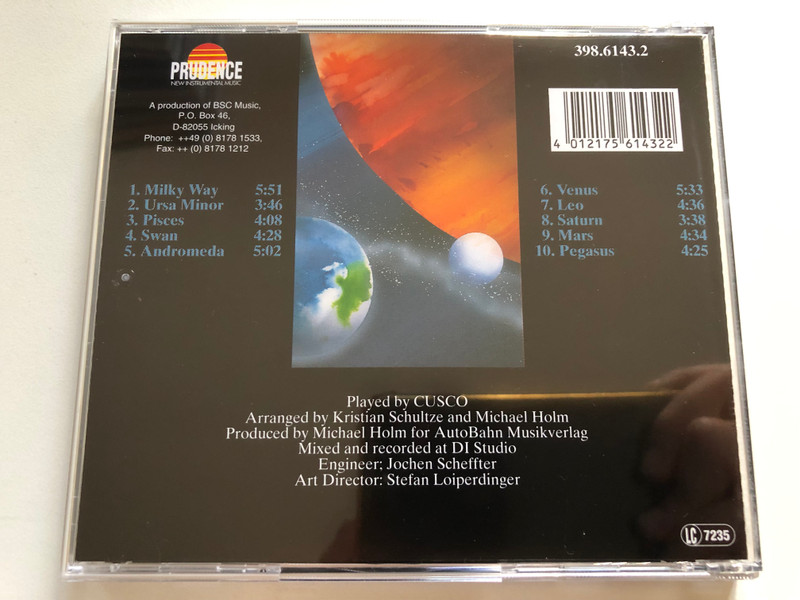 PRUDENCE
NEW INSTRUMENTAL MUSIC
A production of BSC Music,
P.O. Box 46,
D-82055 Icking
Phone: ++49 (0) 8178 1533,
Fax: ++ (0) 8178 1212
398.6143.2
4 012175 614322
1. Milky Way 5:51
2. Ursa Minor 3:46
3. Pisces 4:08
4. Swan 4:28
5. Andromeda 5:02
6. Venus 5:33
7. Leo 4:36
8. Saturn 3:38
9. Mars 4:34
10. Pegasus 4:25
Played by CUSCO
Arranged by Kristian Schultze and Michael Holm
Produced by Michael Holm for AutoBahn Musikverlag
Mixed and recorded at DI Studio
Engineer; Jochen Scheffter
Art Director: Stefan Loiperdinger
LC 7235